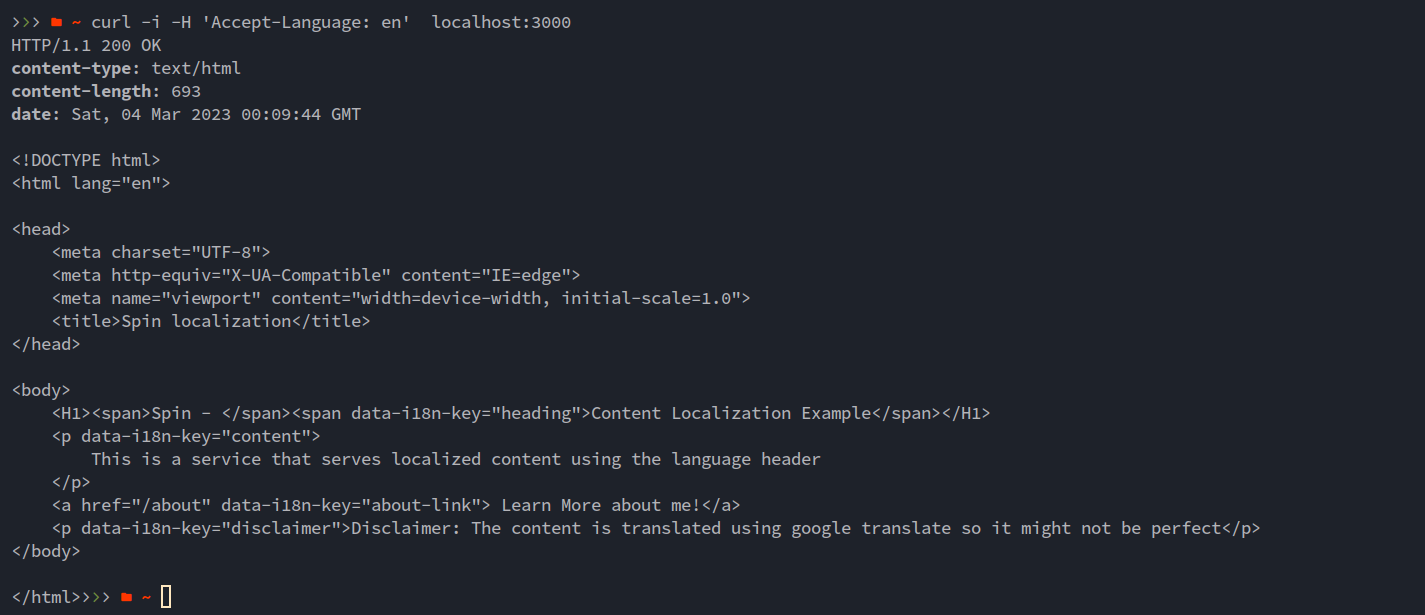 >>> ~ curl -i -H 'Accept-Language: en'  localhost:3000
HTTP/1.1 200 OK
content-type: text/html
content-length: 693
date: Sat, 04 Mar 2023 00:09:44 GMT

<!DOCTYPE html>
<html lang="en">

<head>
    <meta charset="UTF-8">
    <meta http-equiv="X-UA-Compatible" content="IE=edge">
    <meta name="viewport" content="width=device-width, initial-scale=1.0">
    <title>Spin localization</title>
</head>

<body>
    <H1><span>Spin - </span><span data-i18n-key="heading">Content Localization Example</span></H1>
    <p data-i18n-key="content">
        This is a service that serves localized content using the language header
    </p>
    <a href="/about" data-i18n-key="about-link"> Learn More about me!</a>
    <p data-i18n-key="disclaimer">Disclaimer: The content is translated using google translate so it might not be perfect</p>
</body>

</html>>>> ~